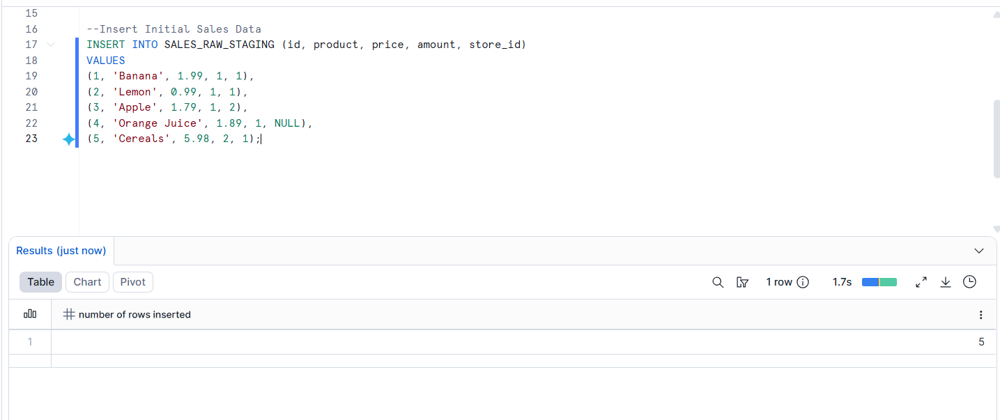 15
16 --Insert Initial Sales Data
17 INSERT INTO SALES_RAW_STAGING (id, product, price, amount, store_id)
18 VALUES
19 (1, 'Banana', 1.99, 1, 1),
20 (2, 'Lemon', 0.99, 1, 1),
21 (3, 'Apple', 1.79, 1, 2),
22 (4, 'Orange Juice', 1.89, 1, NULL),
23 (5, 'Cereals', 5.98, 2, 1);
Results (just now)
Table Chart Pivot 1 row 1.7s
number of rows inserted
1 5